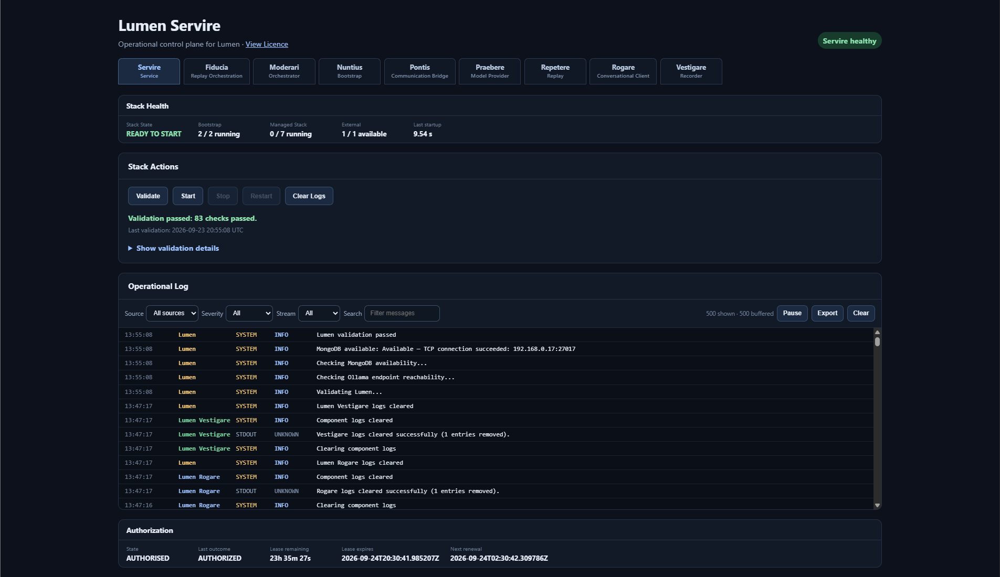 Lumen Servire
Operational control plane for Lumen · View Licence
Servire healthy
Servire
Service
Fiducia
Replay Orchestration
Moderari
Orchestrator
Nuntius
Bootstrap
Pontis
Communication Bridge
Praebere
Model Provider
Repetere
Replay
Rogare
Conversational Client
Vestigare
Recorder
Stack Health
Stack State
READY TO START
Bootstrap
2 / 2 running
Managed Stack
0 / 7 running
External
1 / 1 available
Last startup
9.54 s
Stack Actions
Validate Start Stop Restart Clear Logs
Validation passed: 83 checks passed.
Last validation: 2026-09-23 20:55:08 UTC
▶ Show validation details
Operational Log
Source All sources Severity All Stream All Search Filter messages 500 shown · 500 buffered Pause Export Clear
13:55:08 Lumen SYSTEM INFO Lumen validation passed
13:55:08 Lumen SYSTEM INFO MongoDB available: Available — TCP connection succeeded: 192.168.0.17:27017
13:55:08 Lumen SYSTEM INFO Checking MongoDB availability...
13:55:08 Lumen SYSTEM INFO Checking Ollama endpoint reachability...
13:55:08 Lumen SYSTEM INFO Validating Lumen...
13:47:17 Lumen SYSTEM INFO Lumen Vestigare logs cleared
13:47:17 Lumen Vestigare SYSTEM INFO Component logs cleared
13:47:17 Lumen Vestigare STDOUT UNKNOWN Vestigare logs cleared successfully (1 entries removed).
13:47:17 Lumen Vestigare SYSTEM INFO Clearing component logs
13:47:17 Lumen SYSTEM INFO Lumen Rogare logs cleared
13:47:17 Lumen Rogare SYSTEM INFO Component logs cleared
13:47:17 Lumen Rogare STDOUT UNKNOWN Rogare logs cleared successfully (1 entries removed).
13:47:16 Lumen Rogare SYSTEM INFO Clearing component logs
Authorization
State
AUTHORISED
Last outcome
AUTHORIZED
Lease remaining
23h 35m 27s
Lease expires
2026-09-24T20:30:41.985207Z
Next renewal
2026-09-24T02:30:42.309786Z